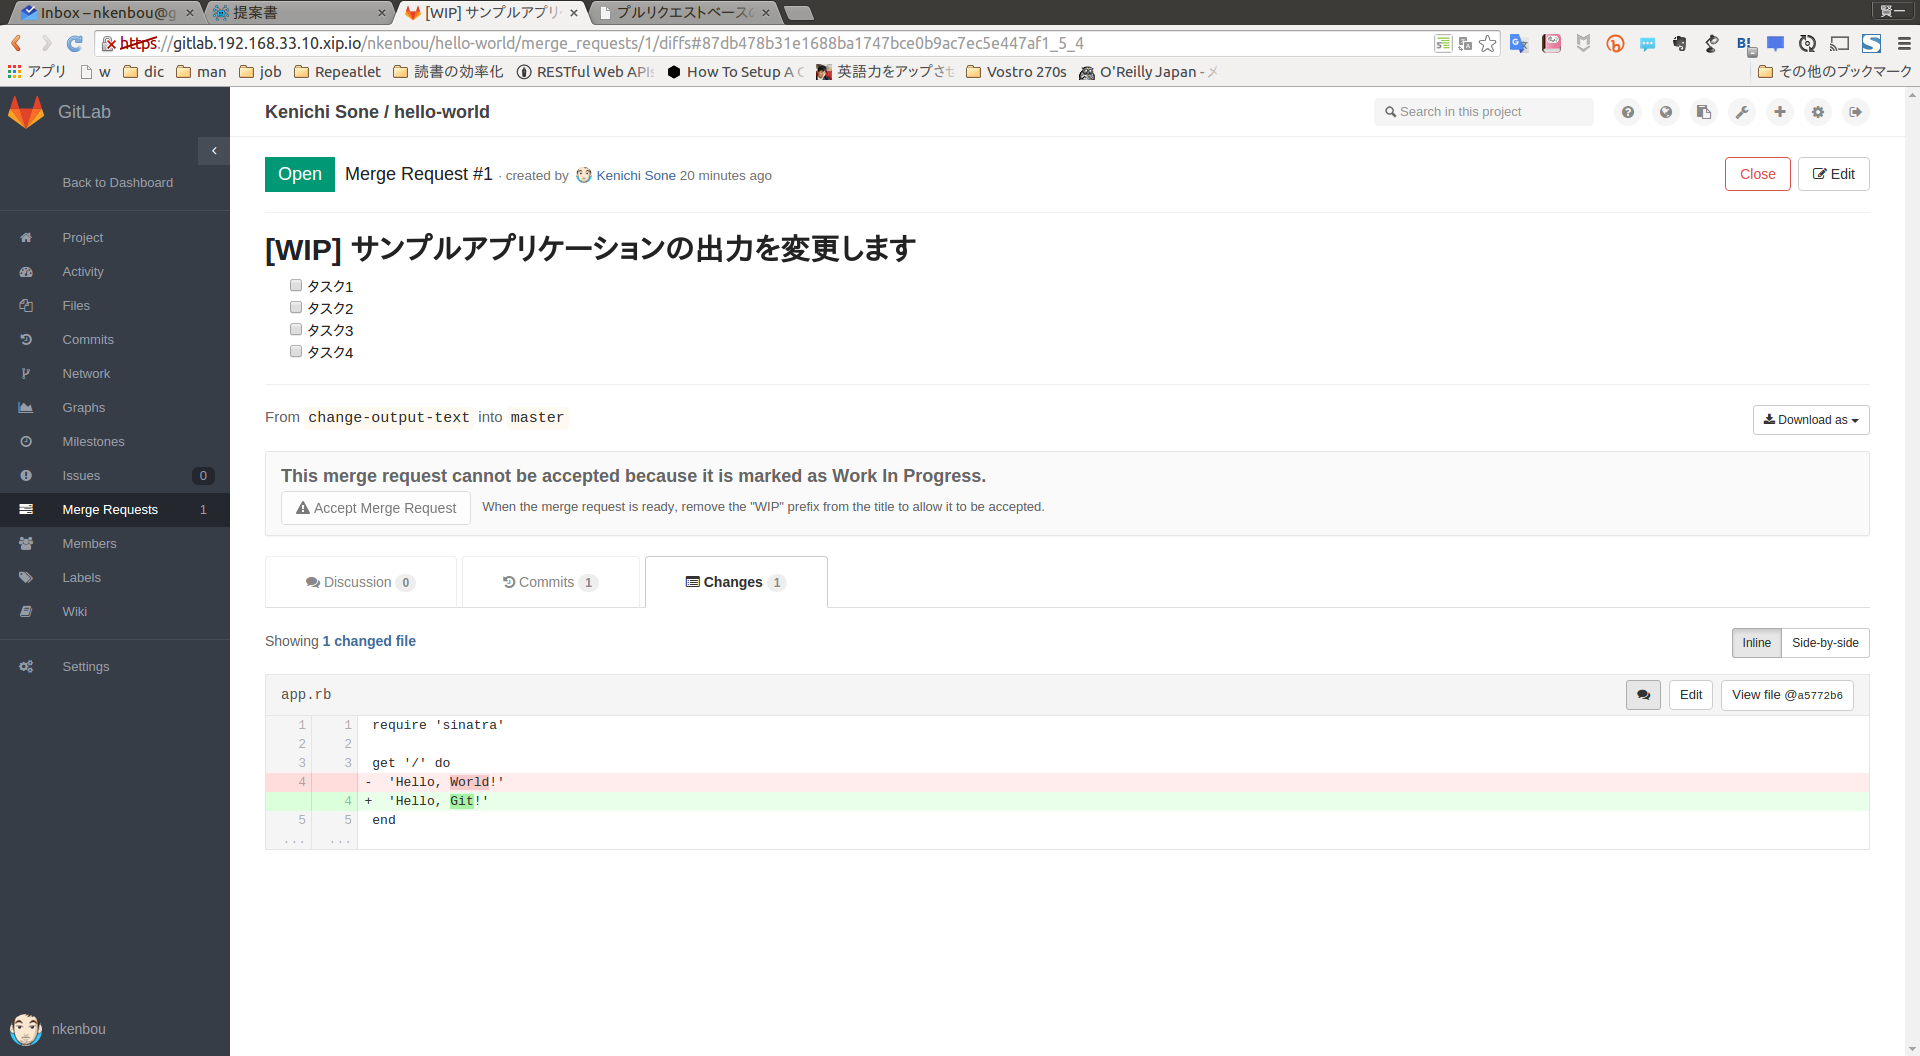 Inbox – nkenbou@g
提案書
[WIP] サンプルアプリ
プルリクエストベースの
賢一
https://gitlab.192.168.33.10.xip.io/nkenbou/hello-world/merge_requests/1/diffs#87db478b31e1688ba1747bce0b9ac7ec5e447af1_5_4
アプリ w dic man job Repeatlet 読書の効率化 RESTful Web APIs How To Setup A C 英語力をアップさせ Vostro 270s O'Reilly Japan - メ その他のブックマーク
GitLab
Kenichi Sone / hello-world
Search in this project
Back to Dashboard
Project
Activity
Files
Commits
Network
Graphs
Milestones
Issues 0
Merge Requests 1
Members
Labels
Wiki
Settings
nkenbou
Open Merge Request #1 · created by Kenichi Sone 20 minutes ago
Close
Edit
[WIP] サンプルアプリケーションの出力を変更します
タスク1
タスク2
タスク3
タスク4
From change-output-text into master
Download as
This merge request cannot be accepted because it is marked as Work In Progress.
Accept Merge Request When the merge request is ready, remove the "WIP" prefix from the title to allow it to be accepted.
Discussion 0
Commits 1
Changes 1
Showing 1 changed file
Inline Side-by-side
app.rb
Edit
View file @a5772b6
1 1 require 'sinatra'
2 2
3 3 get '/' do
4 - 'Hello, World!'
4 + 'Hello, Git!'
5 5 end
... ...